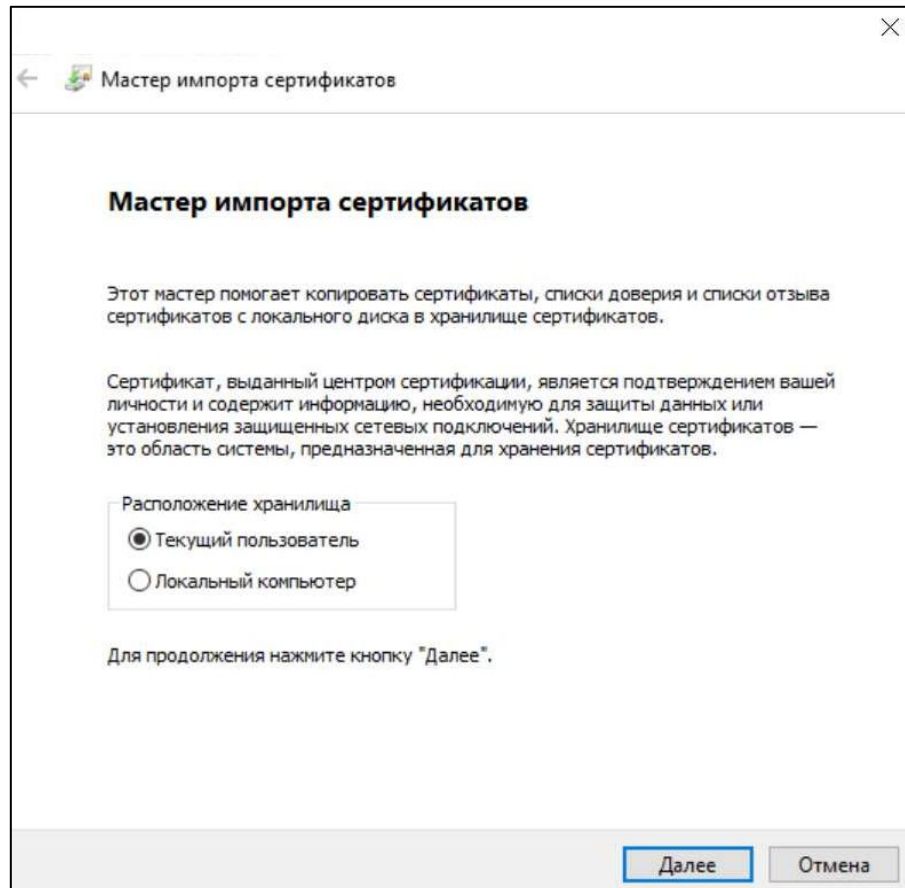 Мастер импорта сертификатов
Мастер импорта сертификатов
Этот мастер помогает копировать сертификаты, списки доверия и списки отзыва
сертификатов с локального диска в хранилище сертификатов.
Сертификат, выданный центром сертификации, является подтверждением вашей
личности и содержит информацию, необходимую для защиты данных или
установления защищенных сетевых подключений. Хранилище сертификатов —
это область системы, предназначенная для хранения сертификатов.
Расположение хранилища
Текущий пользователь
Локальный компьютер
Для продолжения нажмите кнопку "Далее".
Далее
Отмена